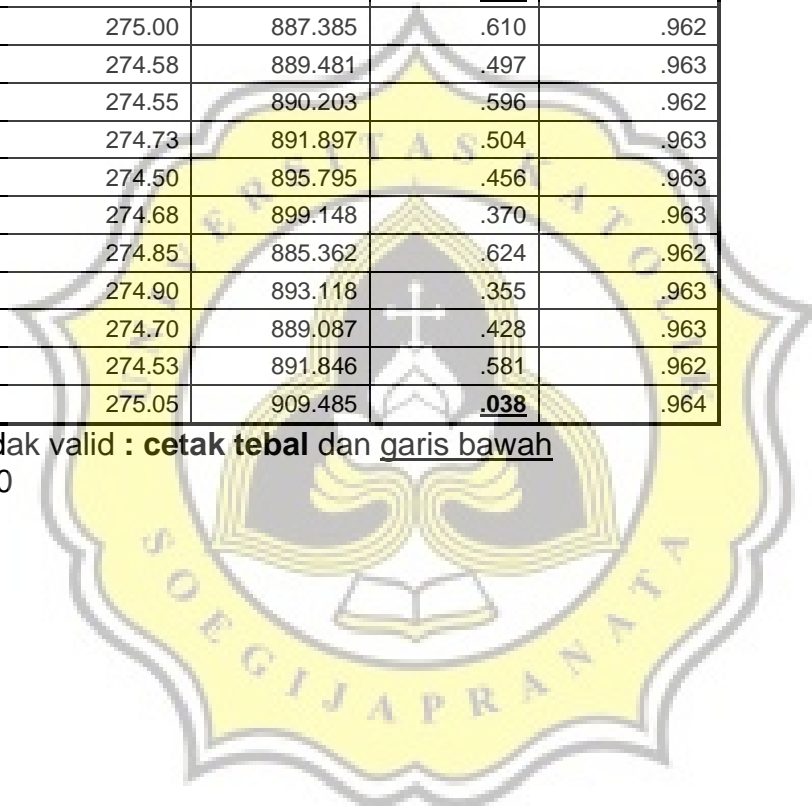 275.00 887.385 .610 .962
274.58 889.481 .497 .963
274.55 890.203 .596 .962
274.73 891.897 .504 .963
274.50 895.795 .456 .963
274.68 899.148 .370 .963
274.85 885.362 .624 .962
274.90 893.118 .355 .963
274.70 889.087 .428 .963
274.53 891.846 .581 .962
275.05 909.485 .038 .964
dak valid : cetak tebal dan garis bawah
0
UNIVERSITAS KATOLIK
SOEGIJAPRANATA